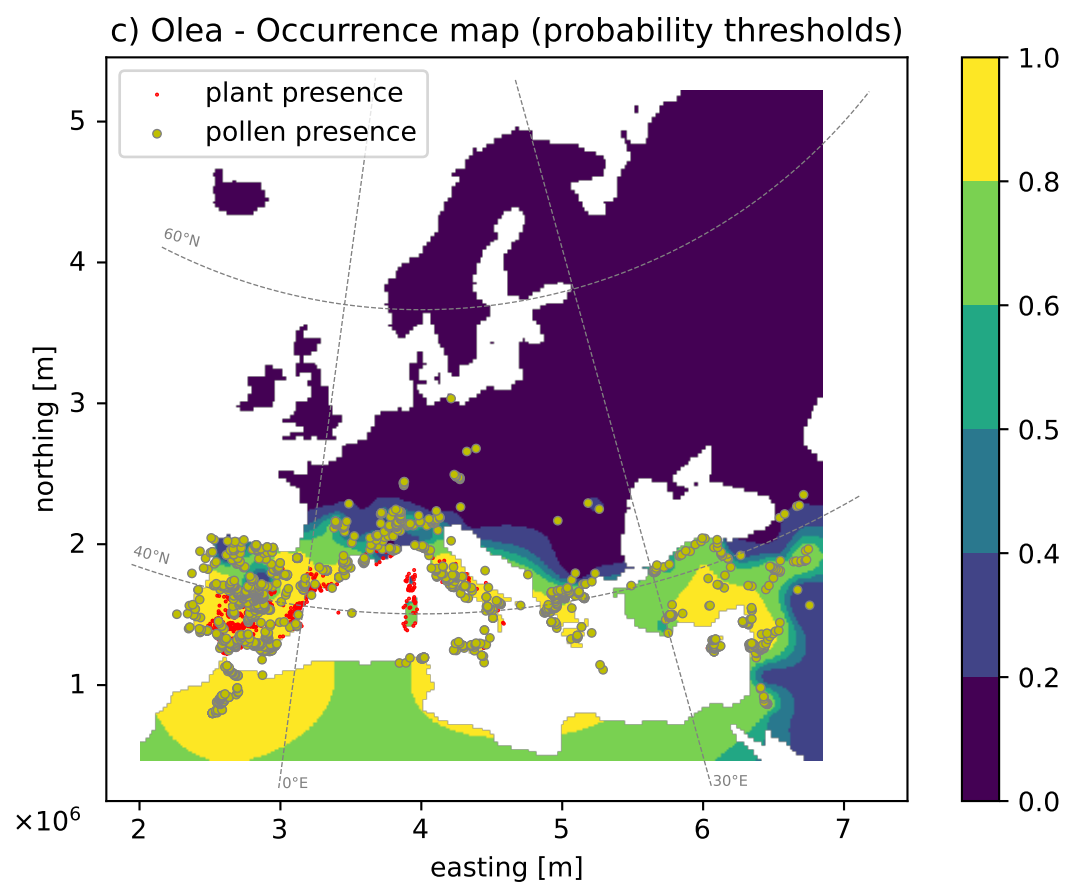 c) Olea - Occurrence map (probability thresholds)
plant presence
pollen presence
60°N
40°N
0°E
30°E
5
4
3
2
1
northing [m]
×10⁶
2 3 4 5 6 7
easting [m]
1.0
0.8
0.6
0.5
0.4
0.2
0.0